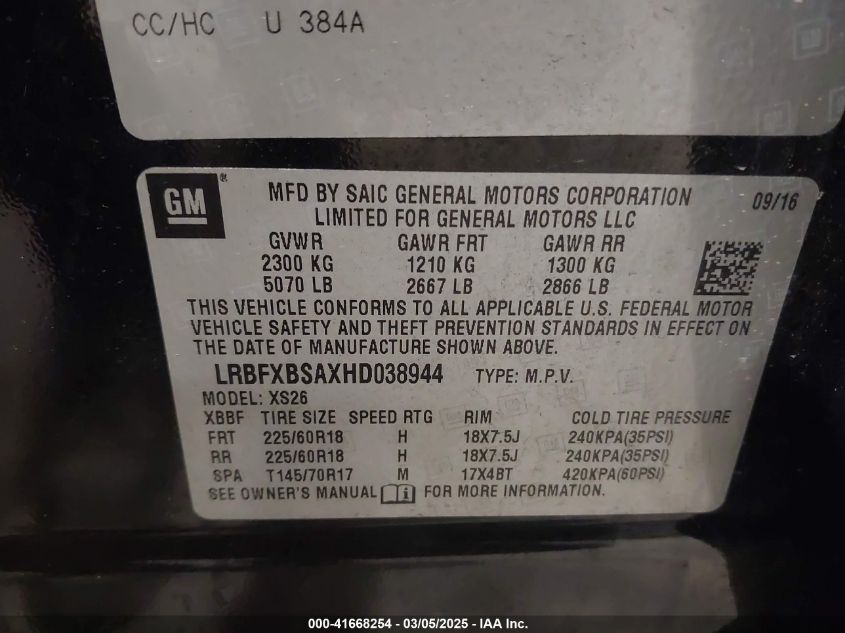 CC/HC U 384A
GM ® MFD BY SAIC GENERAL MOTORS CORPORATION 09/16
LIMITED FOR GENERAL MOTORS LLC
GVWR GAWR FRT GAWR RR
2300 KG 1210 KG 1300 KG
5070 LB 2667 LB 2866 LB
THIS VEHICLE CONFORMS TO ALL APPLICABLE U.S. FEDERAL MOTOR
VEHICLE SAFETY AND THEFT PREVENTION STANDARDS IN EFFECT ON
THE DATE OF MANUFACTURE SHOWN ABOVE.
LRBFXBSAXHD038944 TYPE: M.P.V.
MODEL: XS26
XBBF TIRE SIZE SPEED RTG RIM COLD TIRE PRESSURE
FRT 225/60R18 H 18X7.5J 240KPA(35PSI)
RR 225/60R18 H 18X7.5J 240KPA(35PSI)
SPA T145/70R17 M 17X4BT 420KPA(60PSI)
SEE OWNER'S MANUAL i FOR MORE INFORMATION.
000-41668254 - 03/05/2025 - IAA Inc.